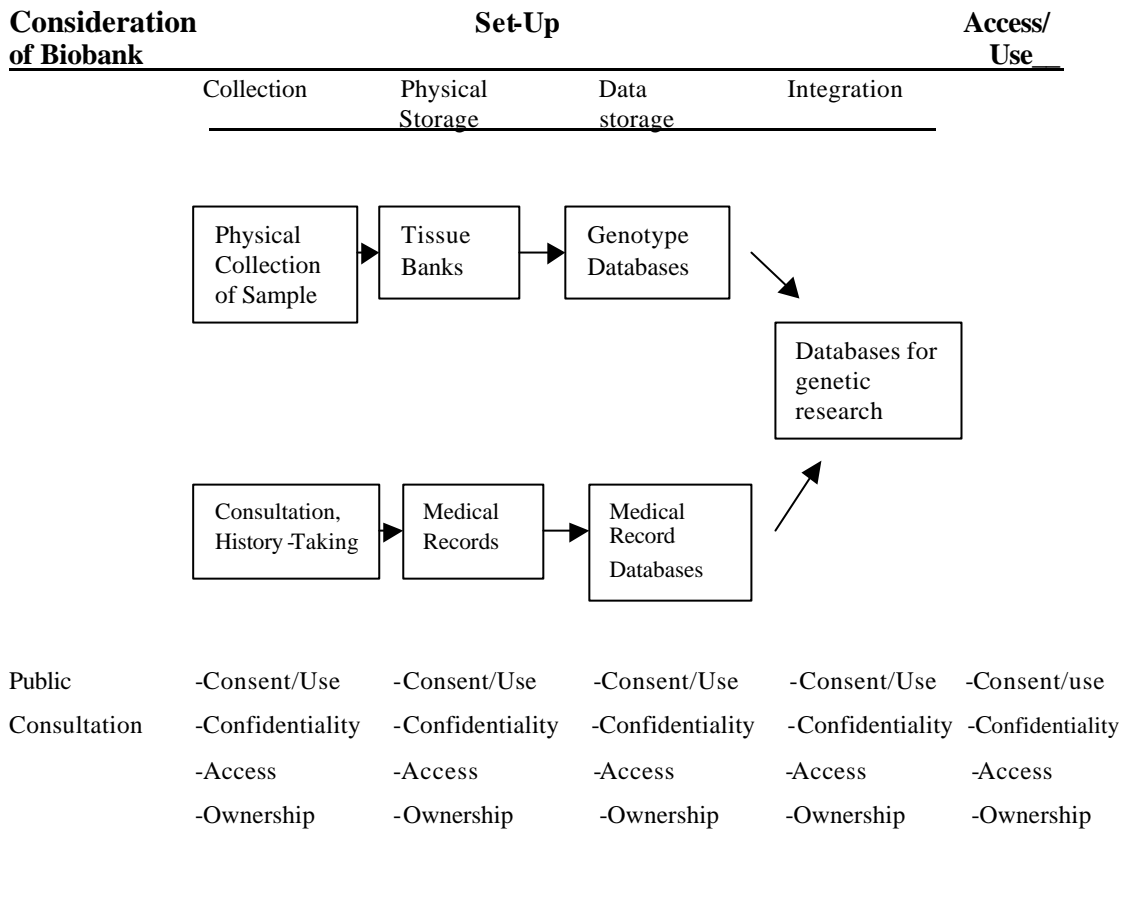 Consideration Set-Up Access/
of Biobank Use__
Collection Physical Data Integration
Storage storage
Physical
Collection
of Sample
Tissue
Banks
Genotype
Databases
Databases for
genetic
research
Consultation,
History-Taking
Medical
Records
Medical
Record
Databases
Public -Consent/Use -Consent/Use -Consent/Use -Consent/Use -Consent/use
Consultation -Confidentiality -Confidentiality -Confidentiality -Confidentiality -Confidentiality
-Access -Access -Access -Access -Access
-Ownership -Ownership -Ownership -Ownership -Ownership